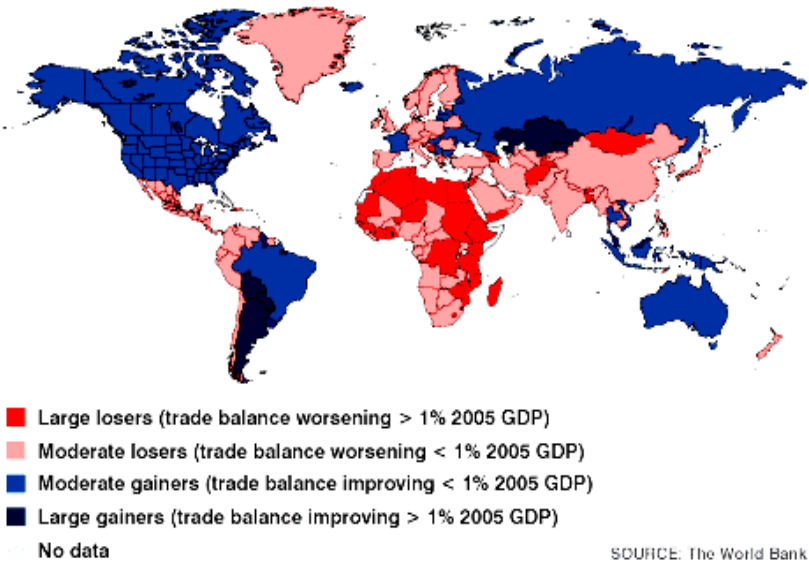 Large losers (trade balance worsening > 1% 2005 GDP)
Moderate losers (trade balance worsening < 1% 2005 GDP)
Moderate gainers (trade balance improving < 1% 2005 GDP)
Large gainers (trade balance improving > 1% 2005 GDP)
No data
SOURCE: The World Bank